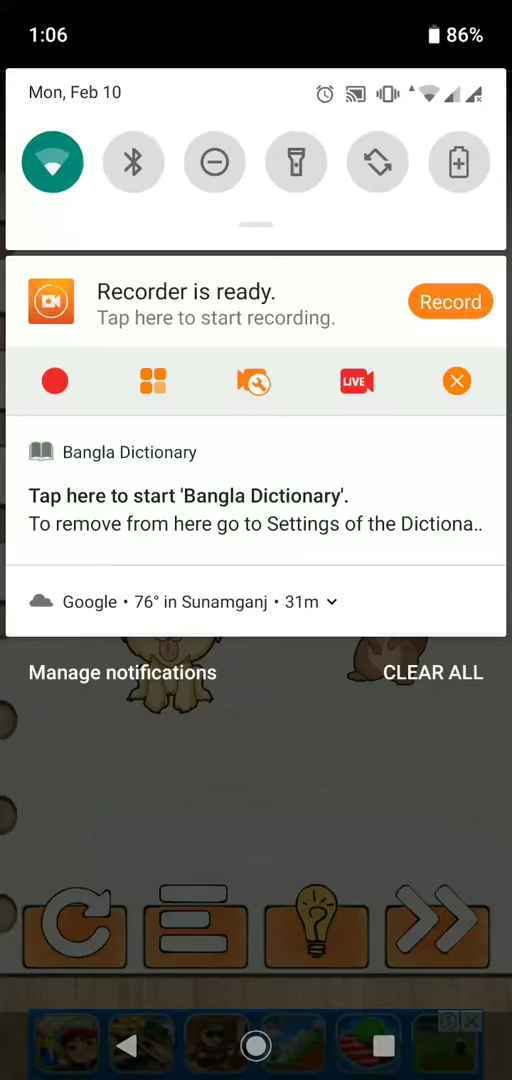 1:06 86%
Mon, Feb 10
Recorder is ready.
Tap here to start recording.
Record
LIVE
Bangla Dictionary
Tap here to start 'Bangla Dictionary'.
To remove from here go to Settings of the Dictiona..
Google • 76° in Sunamganj • 31m
Manage notifications CLEAR ALL